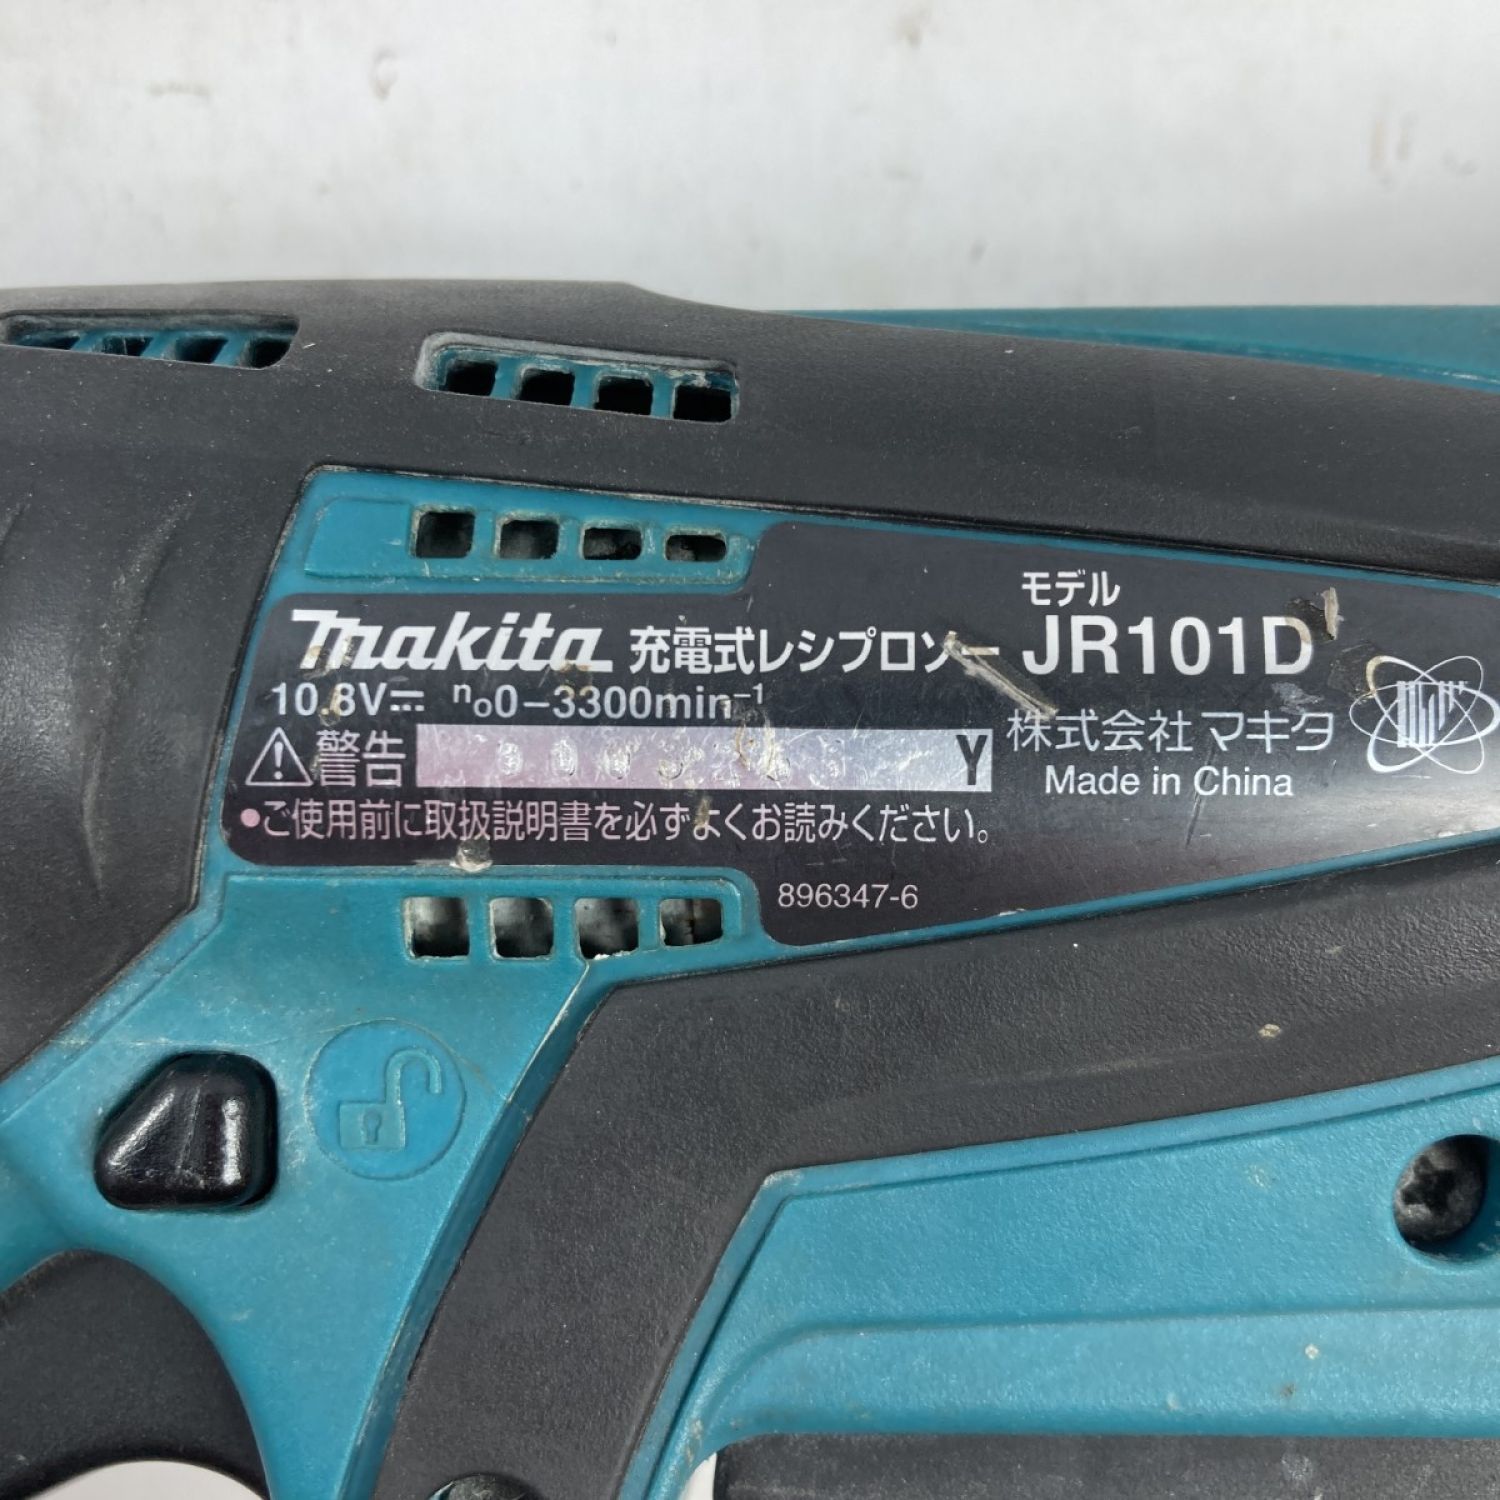 makita 充電式レシプロソー
モデル
JR101D
10.8V⎓ n₀0−3300min⁻¹
警告
Y
株式会社マキタ
Made in China
●ご使用前に取扱説明書を必ずよくお読みください。
896347-6